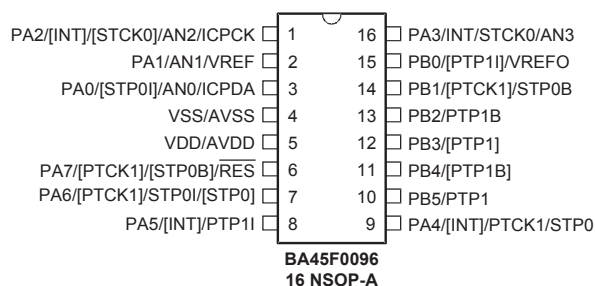 PA2/[INT]/[STCK0]/AN2/ICPCK 1 16 PA3/INT/STCK0/AN3
PA1/AN1/VREF 2 15 PB0/[PTP1I]/VREFO
PA0/[STP0I]/AN0/ICPDA 3 14 PB1/[PTCK1]/STP0B
VSS/AVSS 4 13 PB2/PTP1B
VDD/AVDD 5 12 PB3/[PTP1]
PA7/[PTCK1]/[STP0B]/RES 6 11 PB4/[PTP1B]
PA6/[PTCK1]/STP0I/[STP0] 7 10 PB5/PTP1
PA5/[INT]/PTP1I 8 9 PA4/[INT]/PTCK1/STP0
BA45F0096
16 NSOP-A